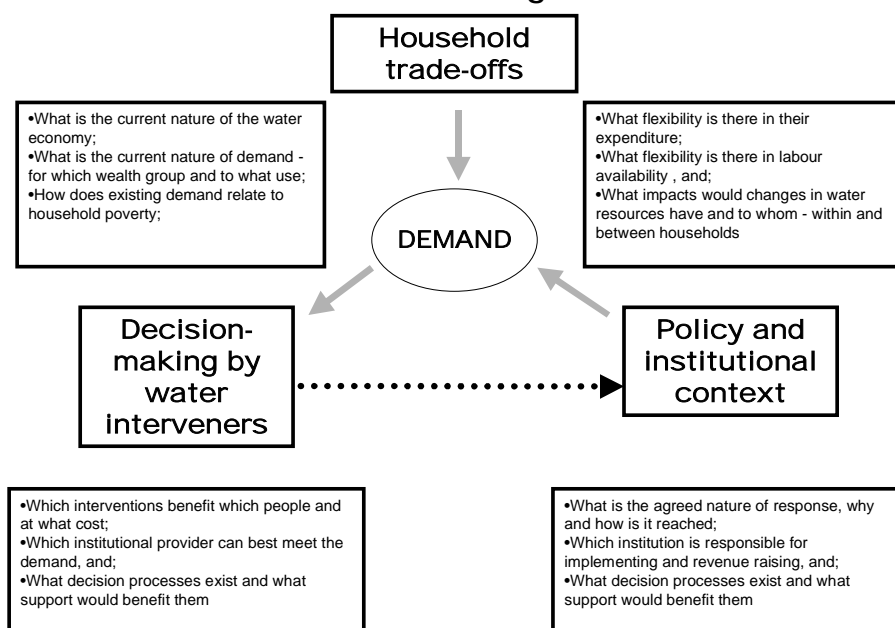 Household
trade-offs
•What is the current nature of the water
economy;
•What is the current nature of demand -
for which wealth group and to what use;
•How does existing demand relate to
household poverty;
•What flexibility is there in their
expenditure;
•What flexibility is there in labour
availability , and;
•What impacts would changes in water
resources have and to whom - within and
between households
DEMAND
Decision-
making by
water
interveners
Policy and
institutional
context
•Which interventions benefit which people and
at what cost;
•Which institutional provider can best meet the
demand, and;
•What decision processes exist and what
support would benefit them
•What is the agreed nature of response, why
and how is it reached;
•Which institution is responsible for
implementing and revenue raising, and;
•What decision processes exist and what
support would benefit them